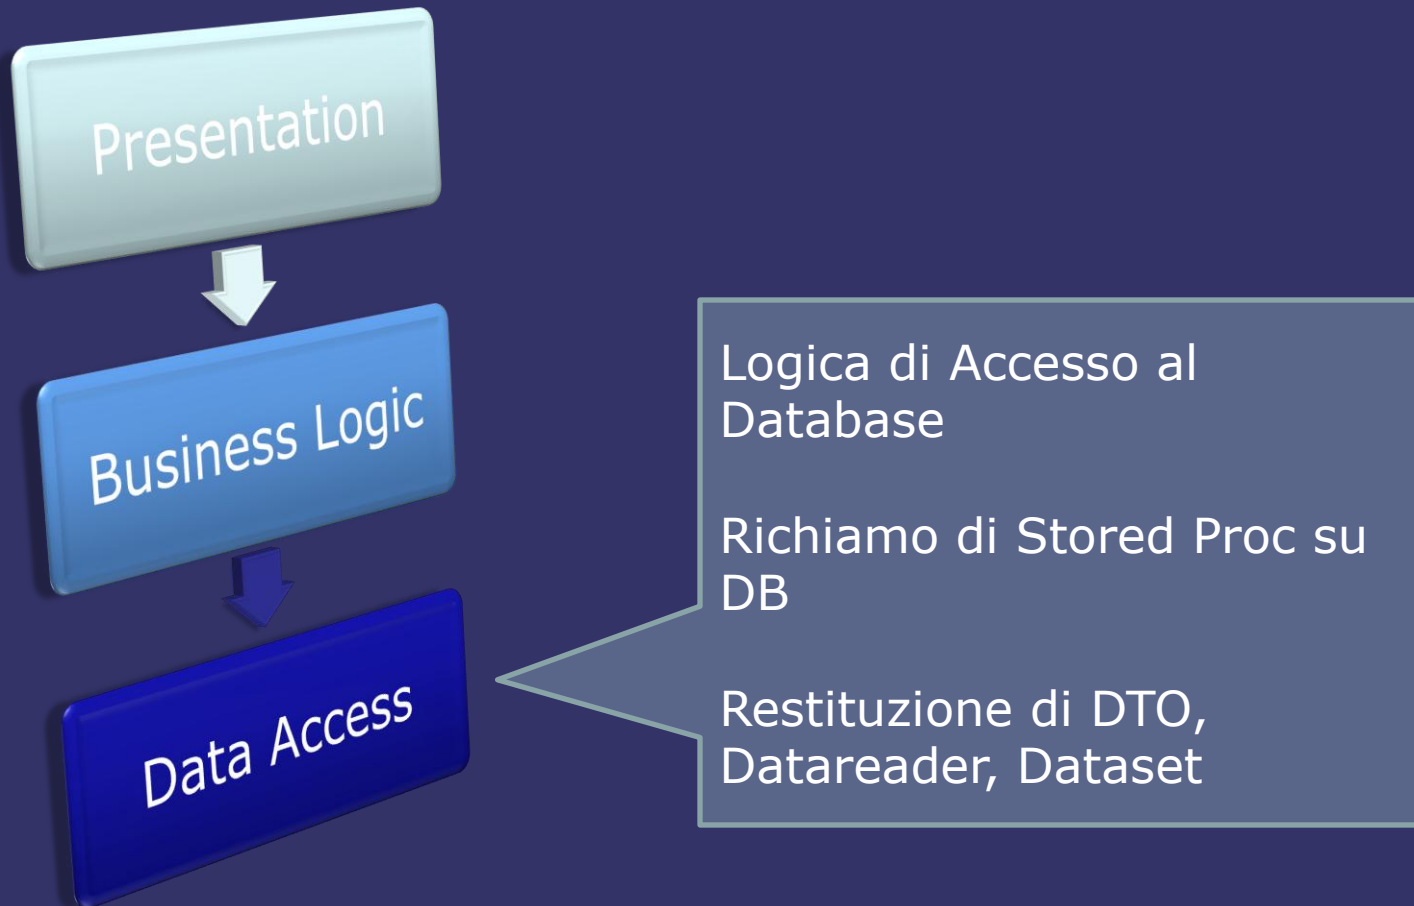 Presentation
Business Logic
Data Access
Logica di Accesso al
Database
Richiamo di Stored Proc su
DB
Restituzione di DTO,
Datareader, Dataset